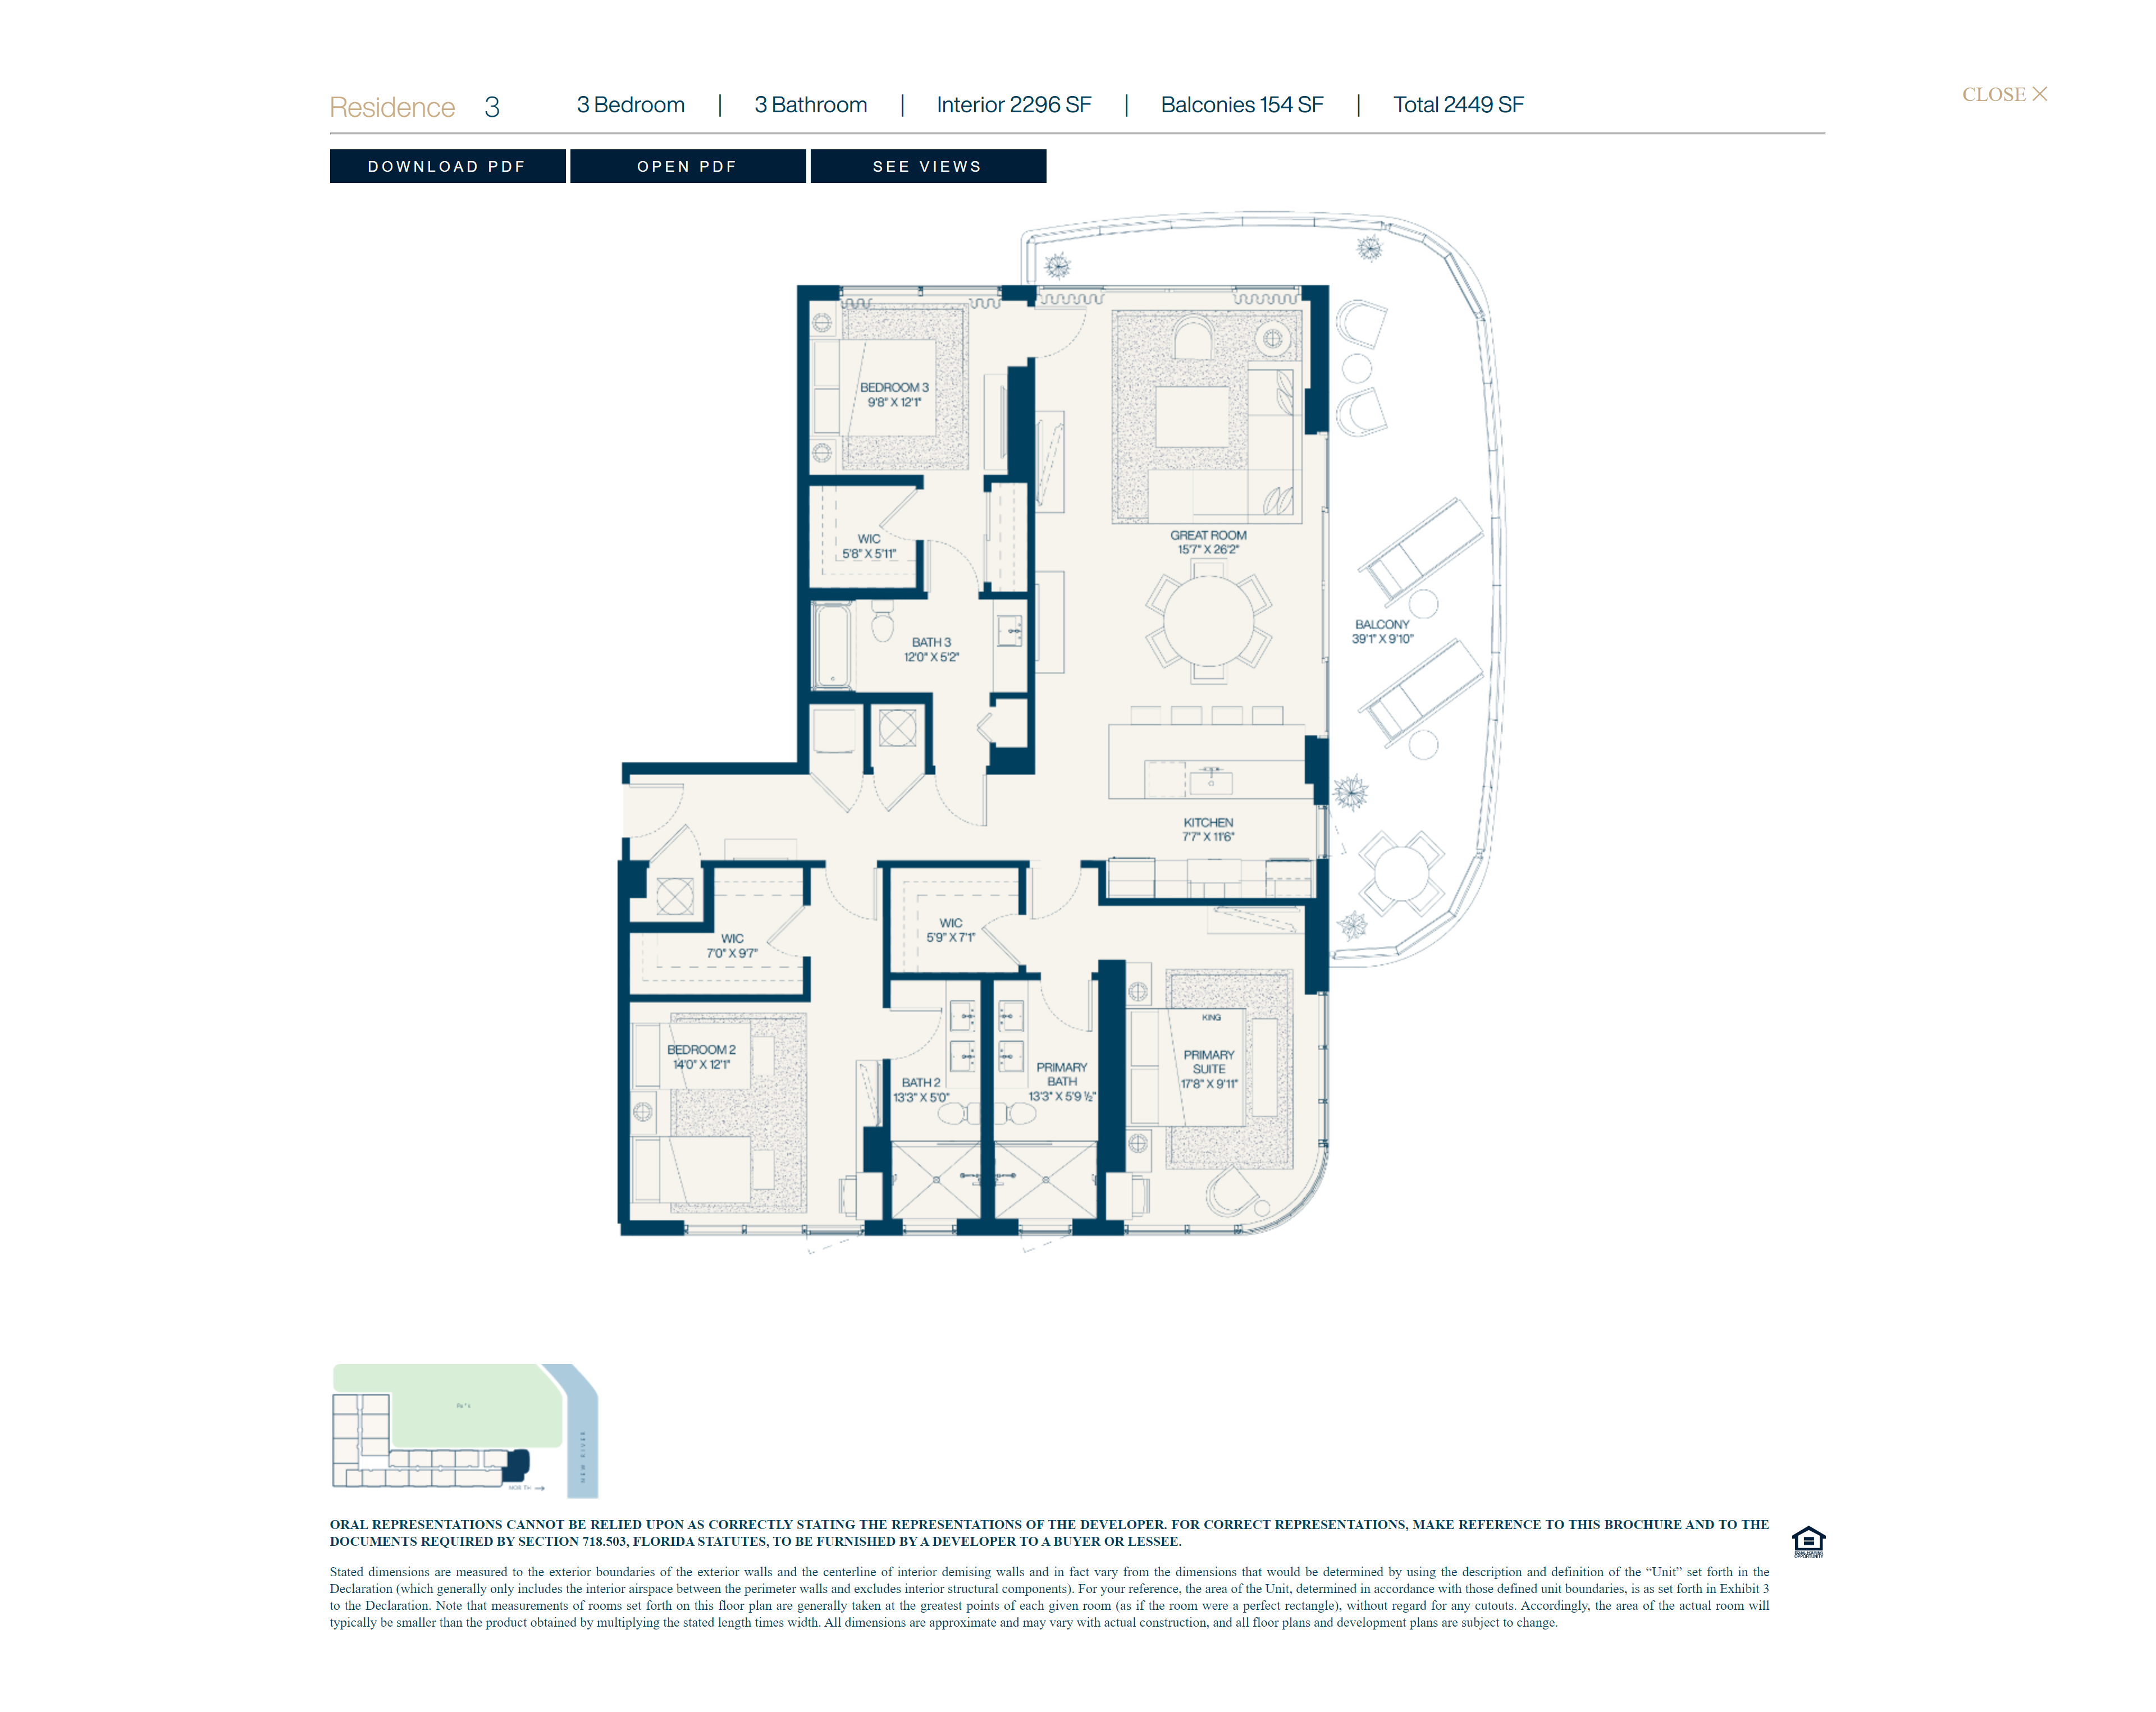 Residence 3
3 Bedroom | 3 Bathroom | Interior 2296 SF | Balconies 154 SF | Total 2449 SF
CLOSE ×
DOWNLOAD PDF
OPEN PDF
SEE VIEWS
BEDROOM 3
9'8" X 12'1"
WIC
5'8" X 5'11"
GREAT ROOM
15'7" X 26'2"
BATH 3
12'0" X 5'2"
BALCONY
39'1" X 9'10"
KITCHEN
7'7" X 11'6"
WIC
7'0" X 9'7"
WIC
5'9" X 7'1"
BEDROOM 2
14'0" X 12'1"
BATH 2
13'3" X 5'0"
PRIMARY
BATH
13'3" X 5'9 ½"
KING
PRIMARY
SUITE
17'8" X 9'11"
NEW RIVER
NORTH
ORAL REPRESENTATIONS CANNOT BE RELIED UPON AS CORRECTLY STATING THE REPRESENTATIONS OF THE DEVELOPER. FOR CORRECT REPRESENTATIONS, MAKE REFERENCE TO THIS BROCHURE AND TO THE
DOCUMENTS REQUIRED BY SECTION 718.503, FLORIDA STATUTES, TO BE FURNISHED BY A DEVELOPER TO A BUYER OR LESSEE.
EQUAL HOUSING
OPPORTUNITY
Stated dimensions are measured to the exterior boundaries of the exterior walls and the centerline of interior demising walls and in fact vary from the dimensions that would be determined by using the description and definition of the “Unit” set forth in the
Declaration (which generally only includes the interior airspace between the perimeter walls and excludes interior structural components). For your reference, the area of the Unit, determined in accordance with those defined unit boundaries, is as set forth in Exhibit 3
to the Declaration. Note that measurements of rooms set forth on this floor plan are generally taken at the greatest points of each given room (as if the room were a perfect rectangle), without regard for any cutouts. Accordingly, the area of the actual room will
typically be smaller than the product obtained by multiplying the stated length times width. All dimensions are approximate and may vary with actual construction, and all floor plans and development plans are subject to change.